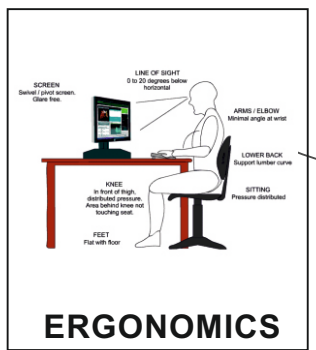 SCREEN
Swivel / pivot screen.
Glare free.
LINE OF SIGHT
0 to 20 degrees below
horizontal
ARMS / ELBOW
Minimal angle at wrist
LOWER BACK
Support lumber curve
SITTING
Pressure distributed
KNEE
in front of thigh,
distributed pressure.
Area behind knee not
touching seat.
FEET
Flat with floor
ERGONOMICS